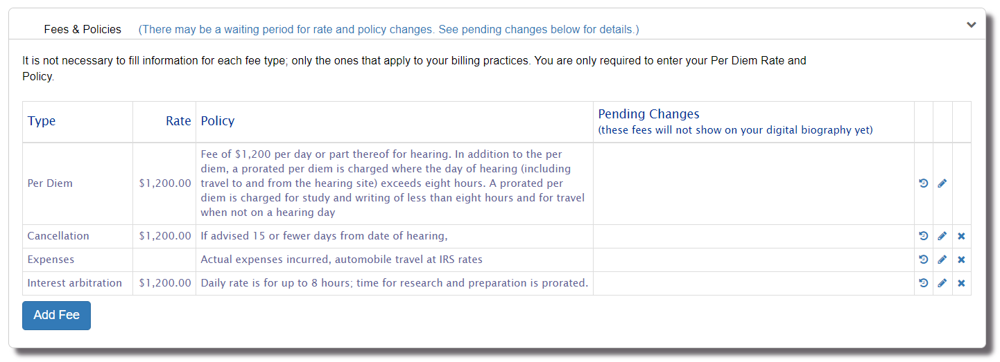 Fees & Policies (There may be a waiting period for rate and policy changes. See pending changes below for details.)
It is not necessary to fill information for each fee type; only the ones that apply to your billing practices. You are only required to enter your Per Diem Rate and
Policy.
Type Rate Policy Pending Changes
(these fees will not show on your digital biography yet)
Fee of $1,200 per day or part thereof for hearing. In addition to the per
diem, a prorated per diem is charged where the day of hearing (including
Per Diem $1,200.00 travel to and from the hearing site) exceeds eight hours. A prorated per
diem is charged for study and writing of less than eight hours and for travel
when not on a hearing day
Cancellation $1,200.00 If advised 15 or fewer days from date of hearing,
Expenses Actual expenses incurred, automobile travel at IRS rates
Interest arbitration $1,200.00 Daily rate is for up to 8 hours; time for research and preparation is prorated.
Add Fee